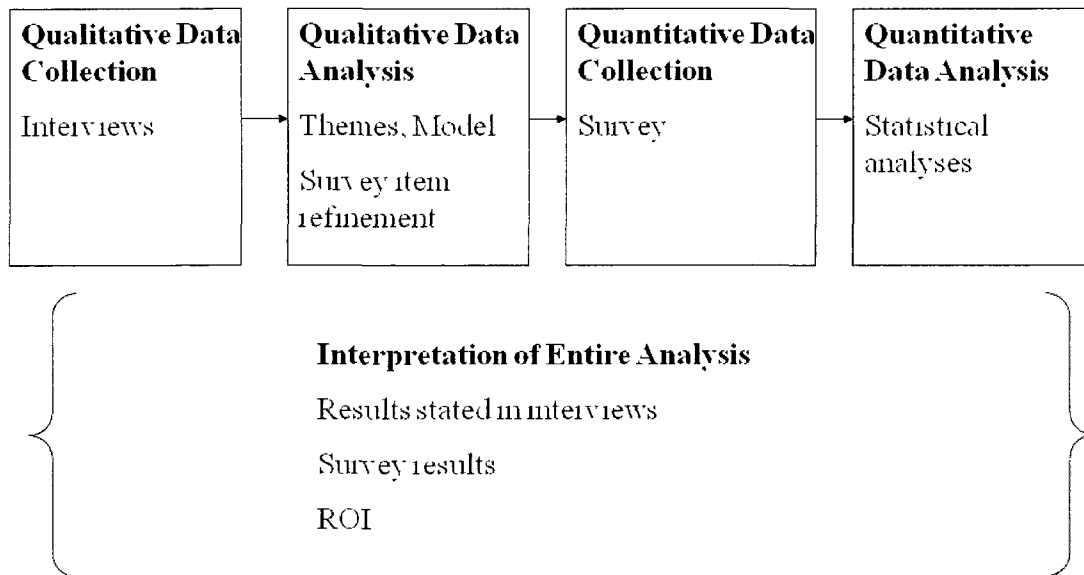 Qualitative Data
Collection
Interviews
Qualitative Data
Analysis
Themes, Model
Survey item
refinement
Quantitative Data
Collection
Survey
Quantitative
Data Analysis
Statistical
analyses
Interpretation of Entire Analysis
Results stated in interviews
Survey results
ROI